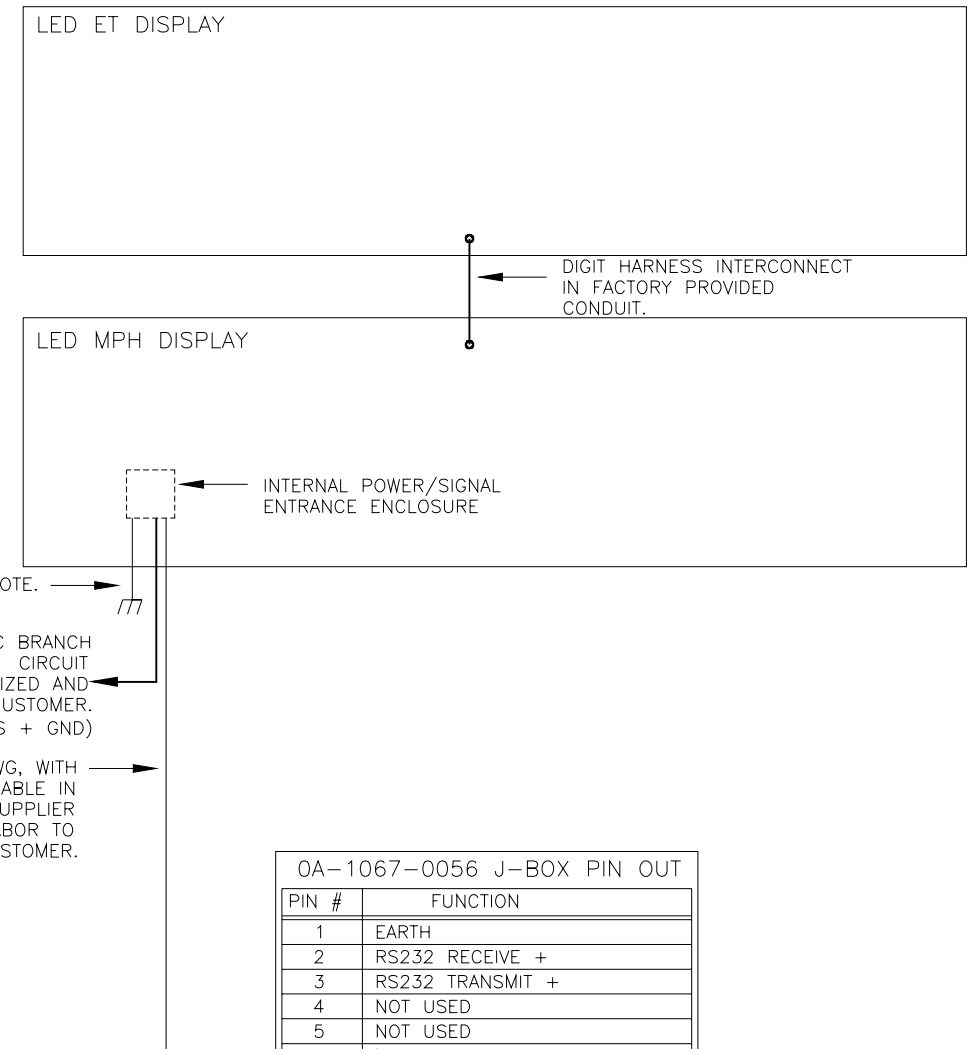 LED ET DISPLAY
DIGIT HARNESS INTERCONNECT
IN FACTORY PROVIDED
CONDUIT.
LED MPH DISPLAY
INTERNAL POWER/SIGNAL
ENTRANCE ENCLOSURE
OTE.
C BRANCH
CIRCUIT
IZED AND
USTOMER.
S + GND)
WG, WITH
ABLE IN
UPPLIER
ABOR TO
STOMER.
0A-1067-0056 J-BOX PIN OUT
PIN # FUNCTION
1 EARTH
2 RS232 RECEIVE +
3 RS232 TRANSMIT +
4 NOT USED
5 NOT USED